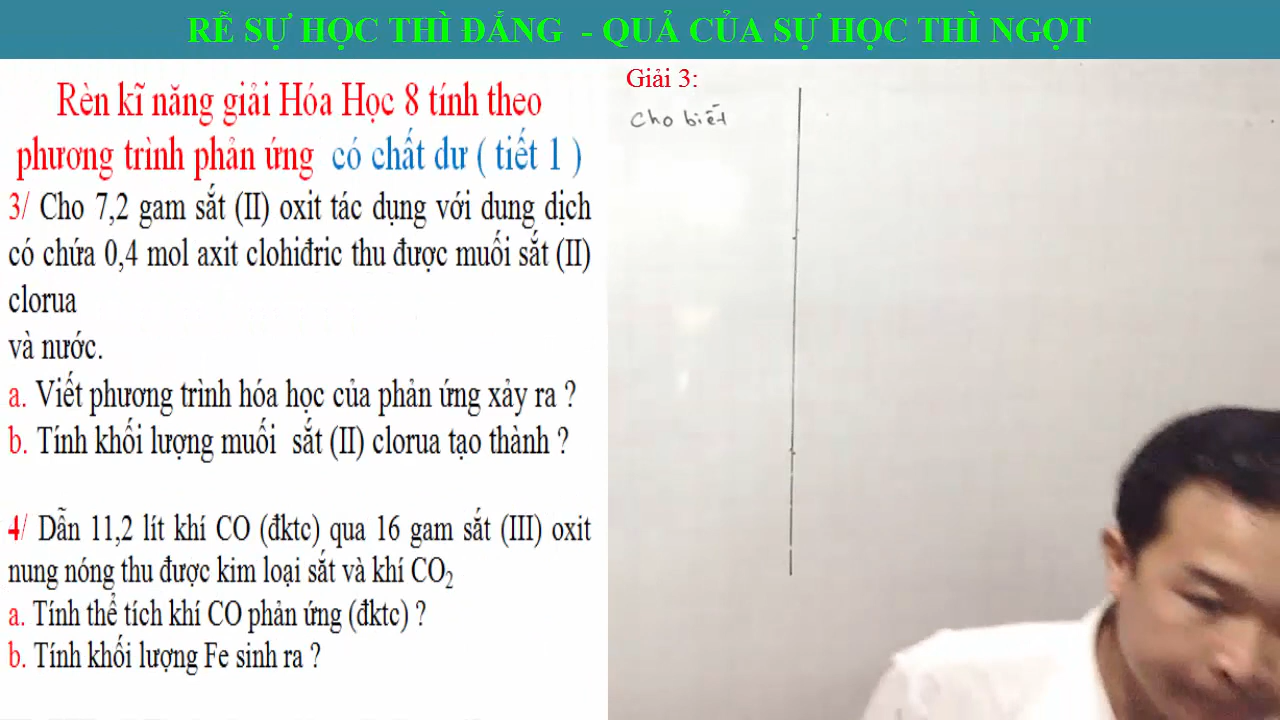 RỄ SỰ HỌC THÌ ĐẮNG - QUẢ CỦA SỰ HỌC THÌ NGỌT
Rèn kĩ năng giải Hóa Học 8 tính theo
phương trình phản ứng có chất dư ( tiết 1 )
3/ Cho 7,2 gam sắt (II) oxit tác dụng với dung dịch
có chứa 0,4 mol axit clohiđric thu được muối sắt (II)
clorua
và nước.
a. Viết phương trình hóa học của phản ứng xảy ra ?
b. Tính khối lượng muối sắt (II) clorua tạo thành ?
4/ Dẫn 11,2 lít khí CO (đktc) qua 16 gam sắt (III) oxit
nung nóng thu được kim loại sắt và khí CO₂
a. Tính thể tích khí CO phản ứng (đktc) ?
b. Tính khối lượng Fe sinh ra ?
Giải 3:
Cho biết